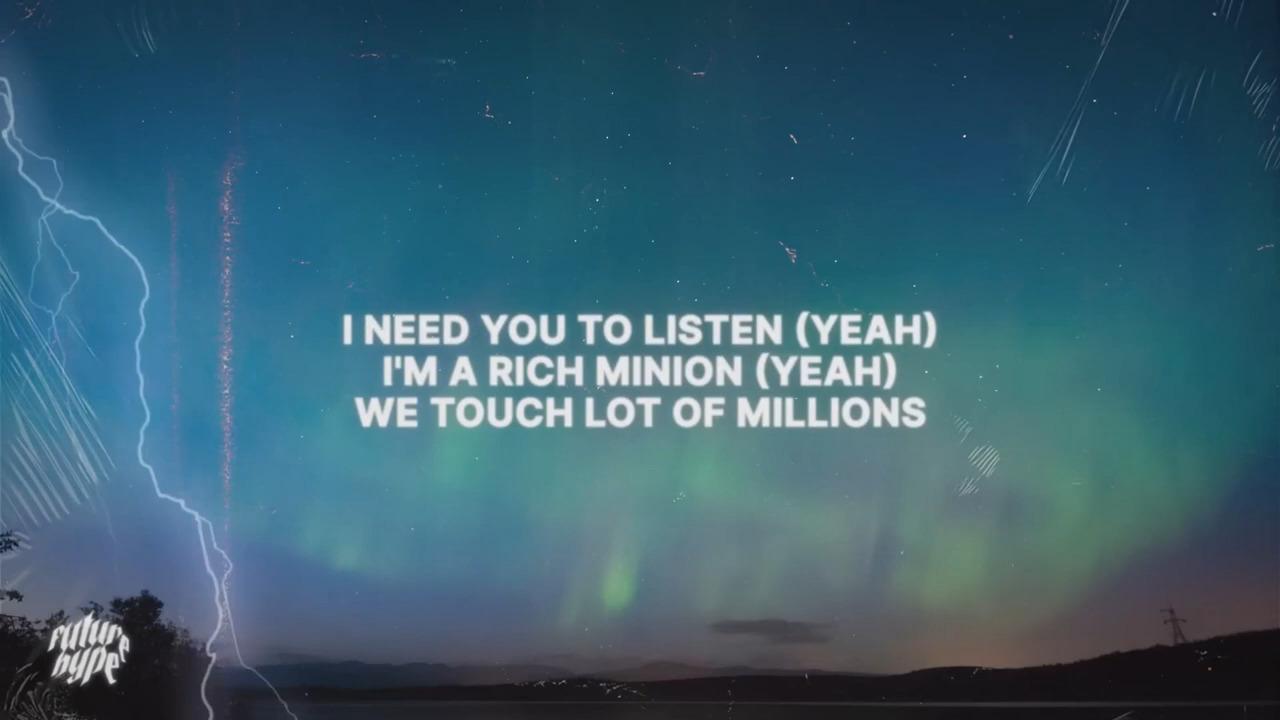 I NEED YOU TO LISTEN (YEAH)
I'M A RICH MINION (YEAH)
WE TOUCH LOT OF MILLIONS
future
hype